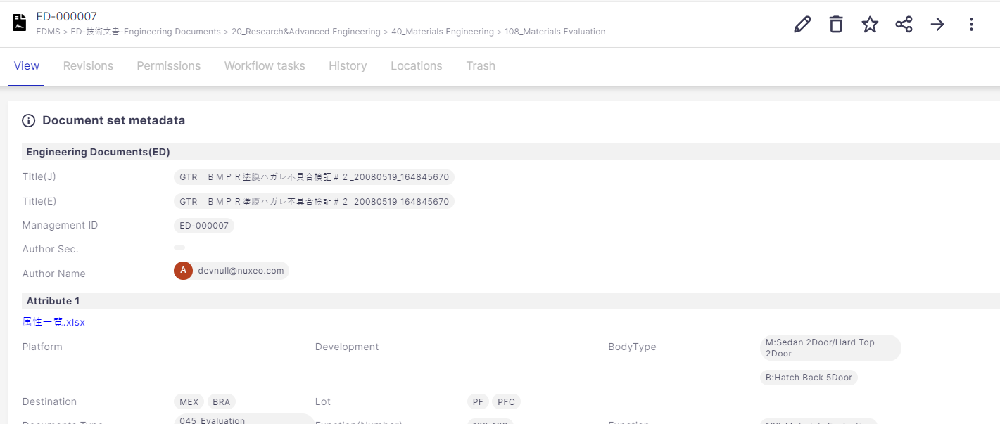 ED-000007
EDMS > ED-技術文書-Engineering Documents > 20_Research&Advanced Engineering > 40_Materials Engineering > 108_Materials Evaluation
View Revisions Permissions Workflow tasks History Locations Trash
Document set metadata
Engineering Documents(ED)
Title(J) GTR　ＢＭＰＲ塗膜ハガレ不具合検証＃２_20080519_164845670
Title(E) GTR　ＢＭＰＲ塗膜ハガレ不具合検証＃２_20080519_164845670
Management ID ED-000007
Author Sec.
Author Name A devnull@nuxeo.com
Attribute 1
属性一覧.xlsx
Platform Development BodyType M:Sedan 2Door/Hard Top
2Door
B:Hatch Back 5Door
Destination MEX BRA Lot PF PFC
Documents Type 045_Evaluation Function(Number) Function